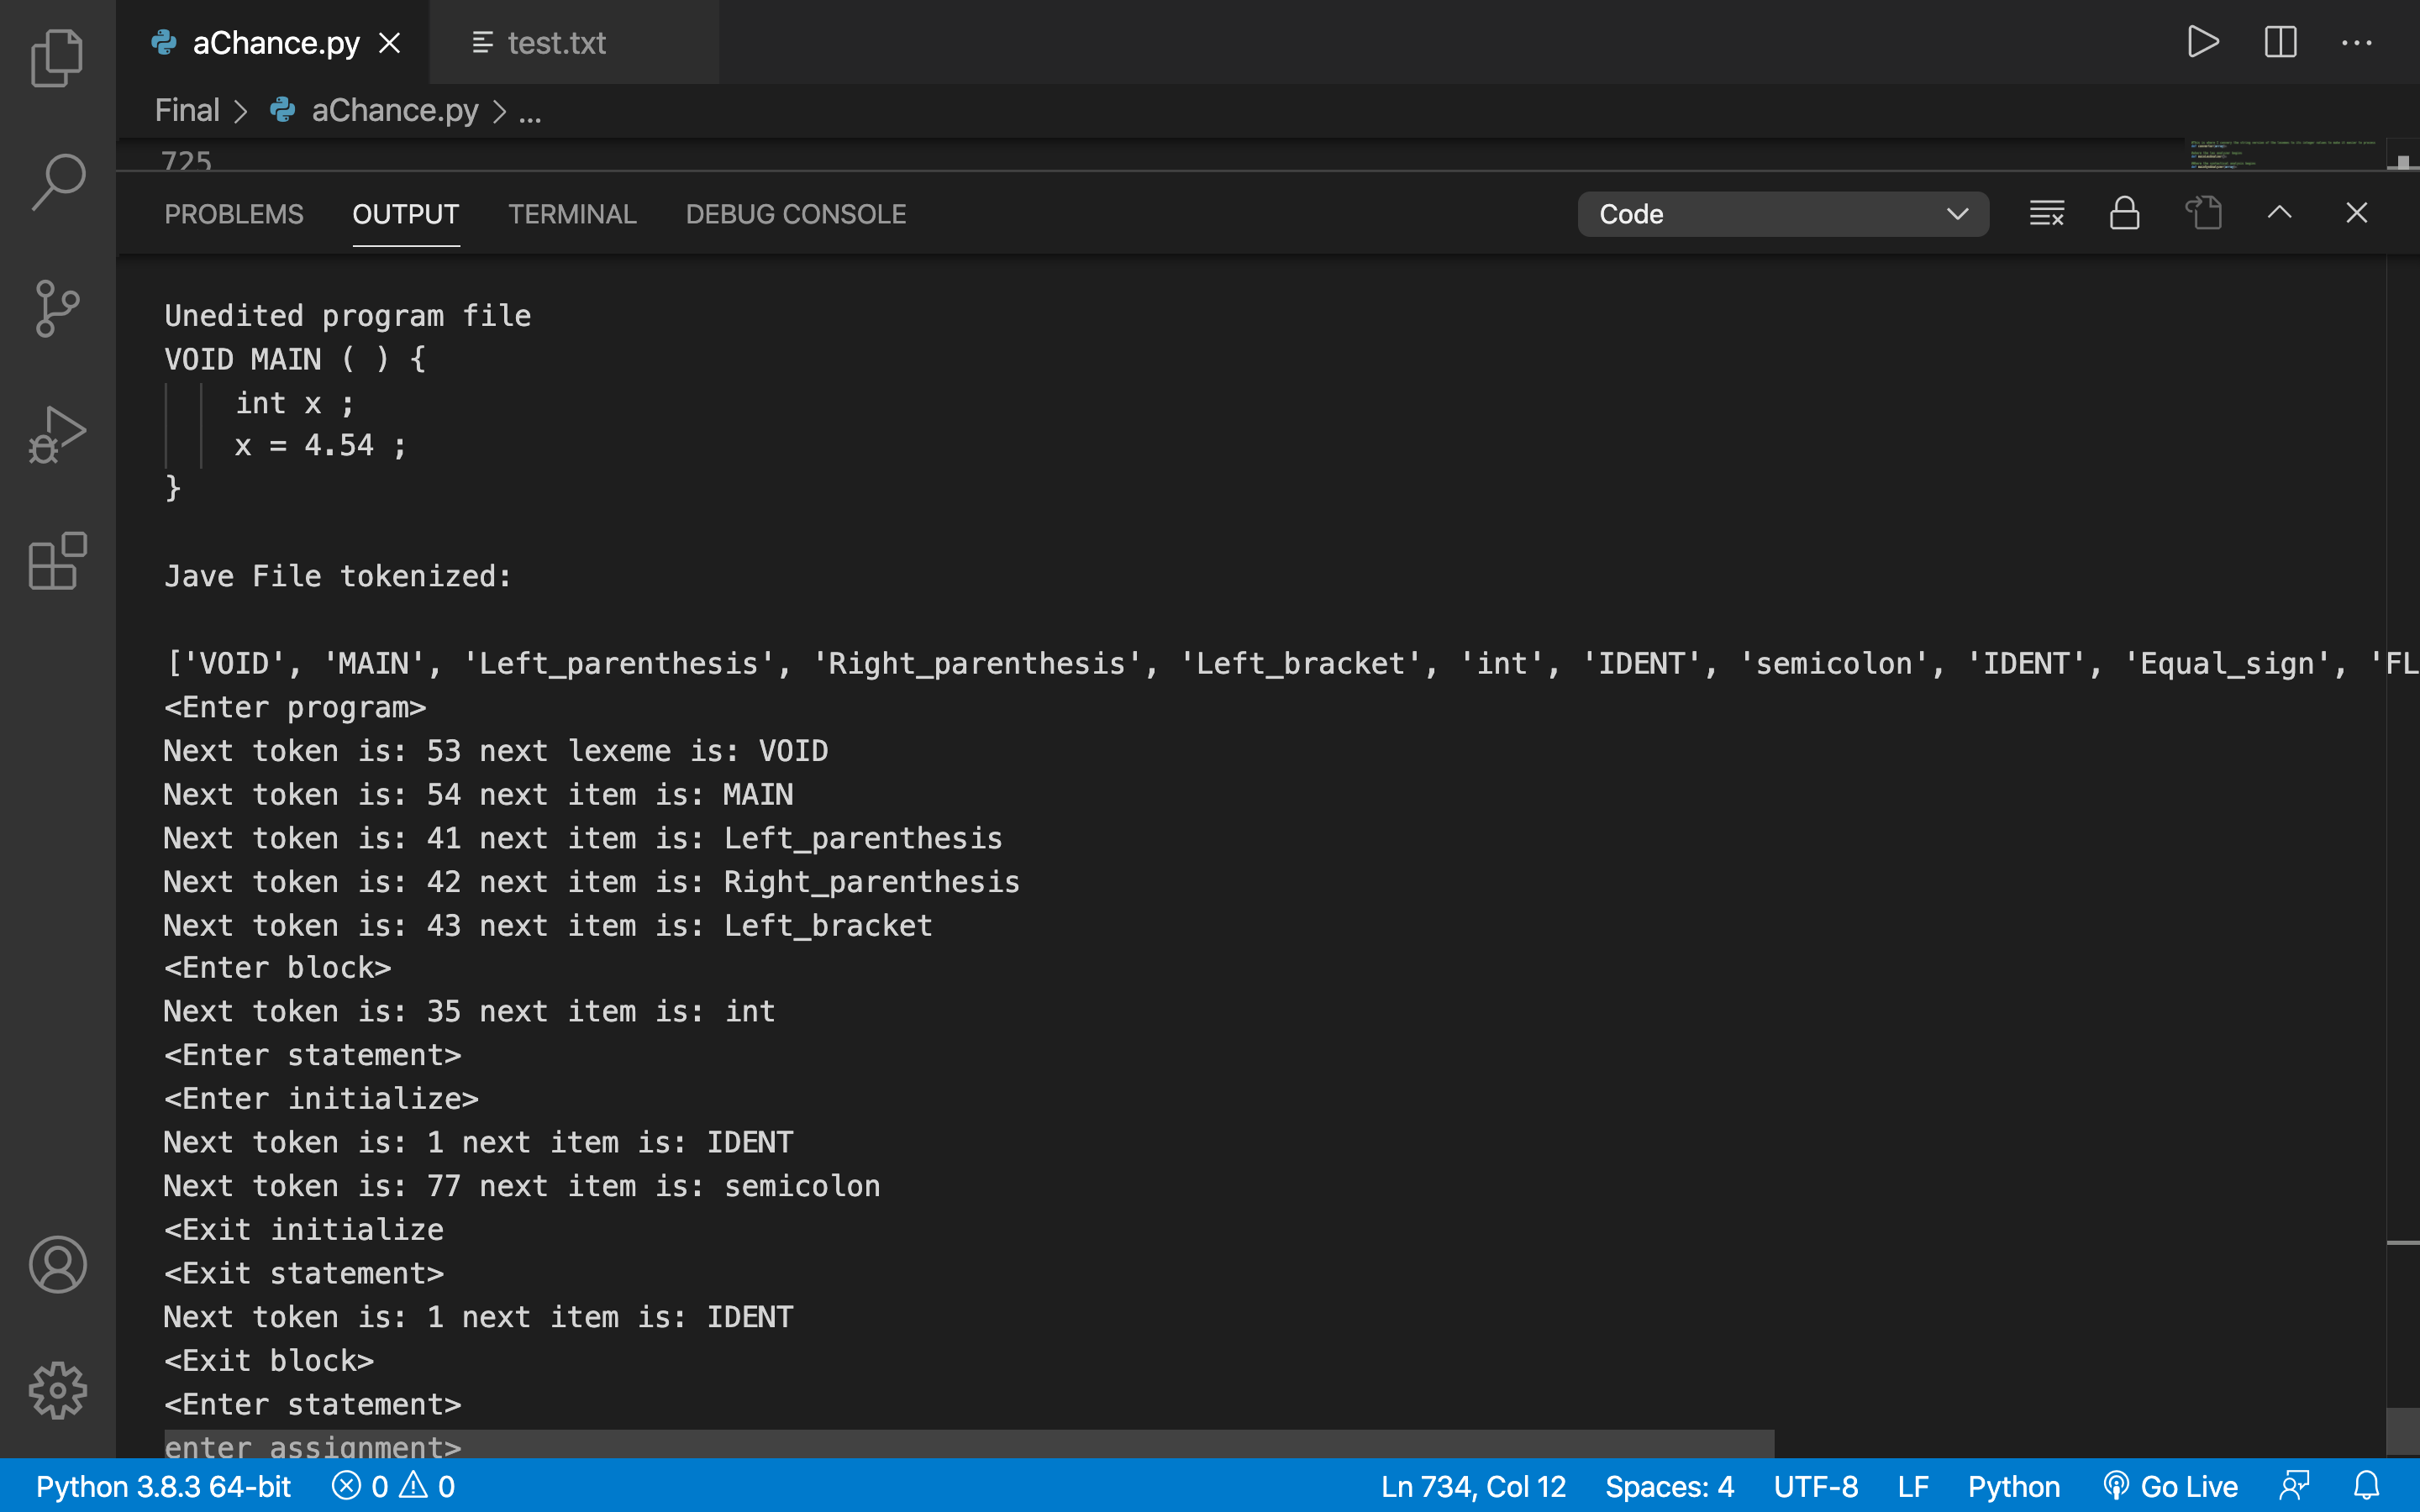 aChance.py
test.txt
Final > aChance.py > ...
725
PROBLEMS OUTPUT TERMINAL DEBUG CONSOLE Code
Unedited program file
VOID MAIN ( ) {
int x ;
x = 4.54 ;
}
Jave File tokenized:
['VOID', 'MAIN', 'Left_parenthesis', 'Right_parenthesis', 'Left_bracket', 'int', 'IDENT', 'semicolon', 'IDENT', 'Equal_sign', 'FL
<Enter program>
Next token is: 53 next lexeme is: VOID
Next token is: 54 next item is: MAIN
Next token is: 41 next item is: Left_parenthesis
Next token is: 42 next item is: Right_parenthesis
Next token is: 43 next item is: Left_bracket
<Enter block>
Next token is: 35 next item is: int
<Enter statement>
<Enter initialize>
Next token is: 1 next item is: IDENT
Next token is: 77 next item is: semicolon
<Exit initialize
<Exit statement>
Next token is: 1 next item is: IDENT
<Exit block>
<Enter statement>
enter assignment>
Python 3.8.3 64-bit 0 0 Ln 734, Col 12 Spaces: 4 UTF-8 LF Python Go Live